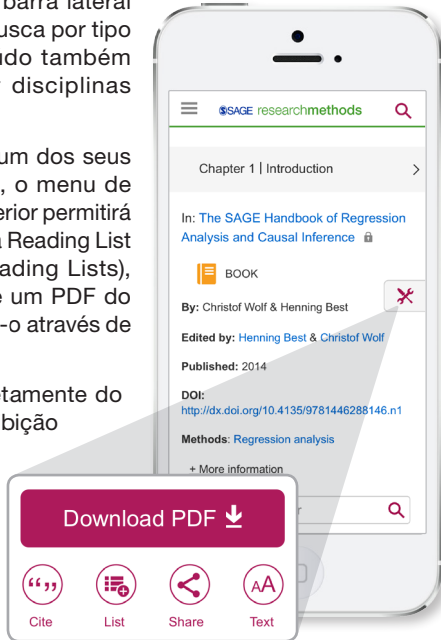 barra lateral
usca por tipo
udo também
disciplinas
um dos seus
, o menu de
erior permitirá
a Reading List
ading Lists),
e um PDF do
-o através de
etamente do
bição
SAGE researchmethods
Chapter 1 | Introduction
In: The SAGE Handbook of Regression
Analysis and Causal Inference
BOOK
By: Christof Wolf & Henning Best
Edited by: Henning Best & Christof Wolf
Published: 2014
DOI:
http://dx.doi.org/10.4135/9781446288146.n1
Methods: Regression analysis
+ More information
Download PDF
Cite List Share Text
AA